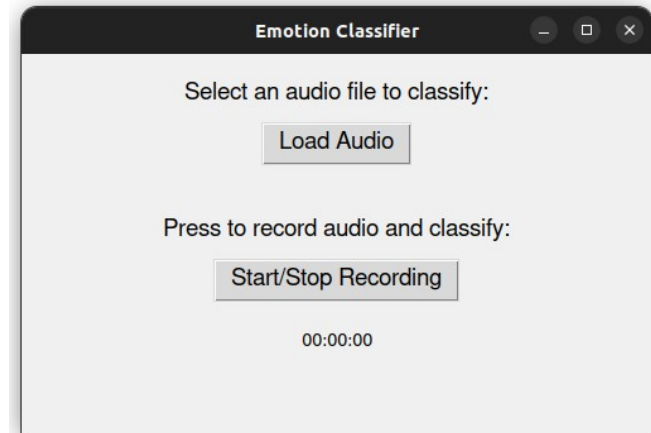 Emotion Classifier
Select an audio file to classify:
Load Audio
Press to record audio and classify:
Start/Stop Recording
00:00:00